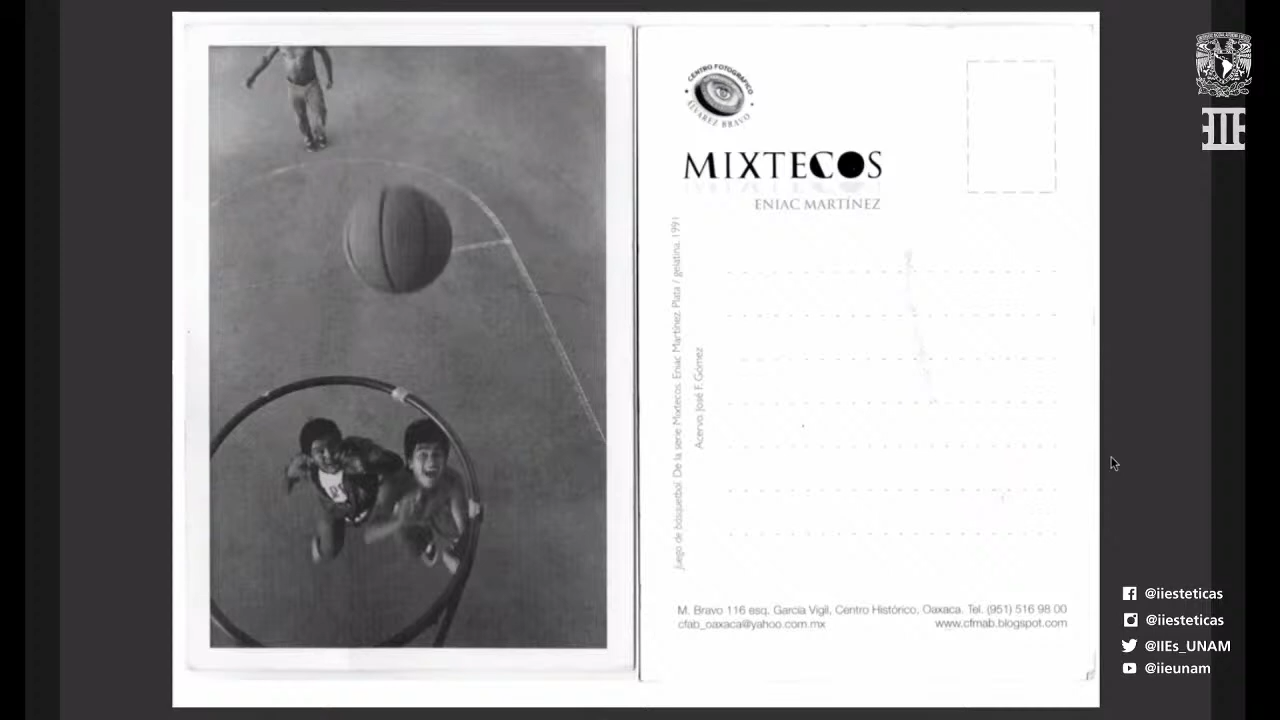 CENTRO FOTOGRÁFICO
ÁLVAREZ BRAVO
MIXTECOS
ENIAC MARTÍNEZ
Juego de básquetbol. De la serie Mixtecos. Eniac Martínez. Plata / gelatina. 1991
Acervo. José F. Gómez
M. Bravo 116 esq. García Vigil, Centro Histórico, Oaxaca. Tel. (951) 516 98 00
cfab_oaxaca@yahoo.com.mx
www.cfmab.blogspot.com
@iiesteticas
@iiesteticas
@IIEs_UNAM
@iieunam